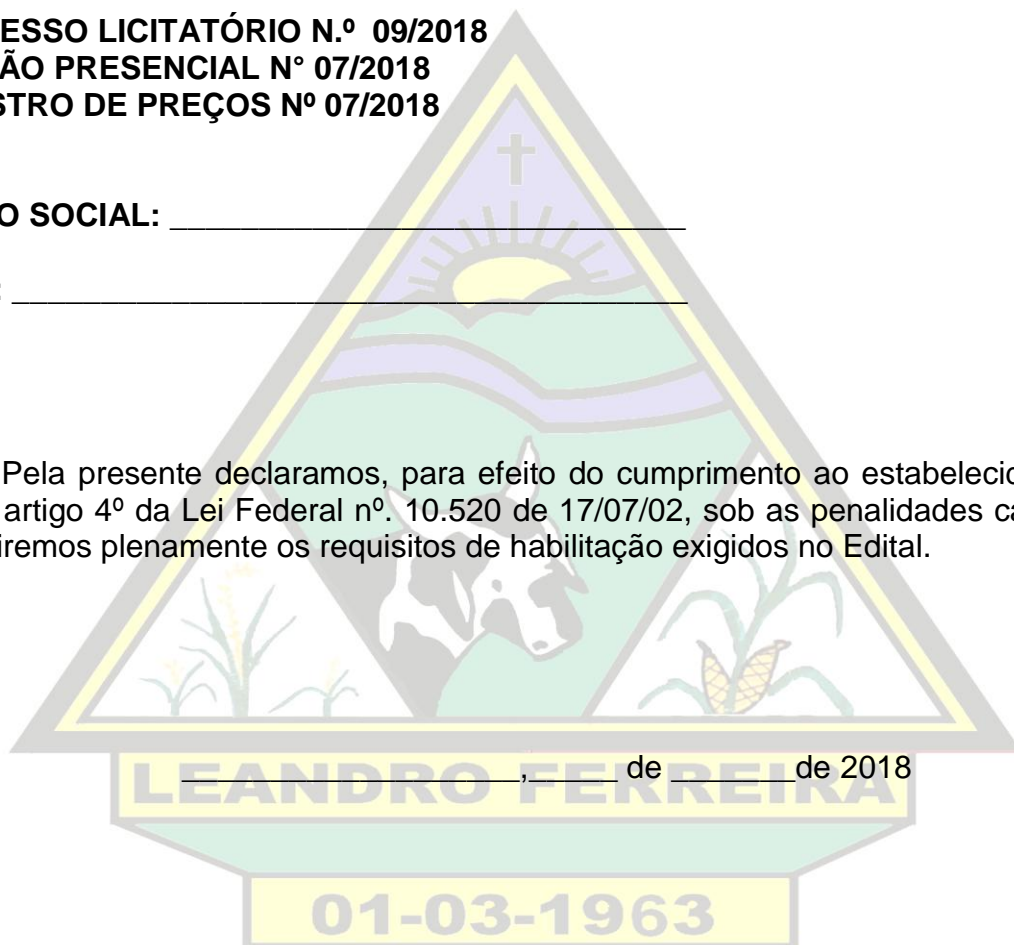 ESSO LICITATÓRIO N.º 09/2018
ÃO PRESENCIAL N° 07/2018
STRO DE PREÇOS Nº 07/2018
O SOCIAL: _____________________________
: ______________________________________
Pela presente declaramos, para efeito do cumprimento ao estabelecid
artigo 4º da Lei Federal nº. 10.520 de 17/07/02, sob as penalidades ca
iremos plenamente os requisitos de habilitação exigidos no Edital.
___________________,_____ de _______de 2018
LEANDRO FERREIRA
01-03-1963